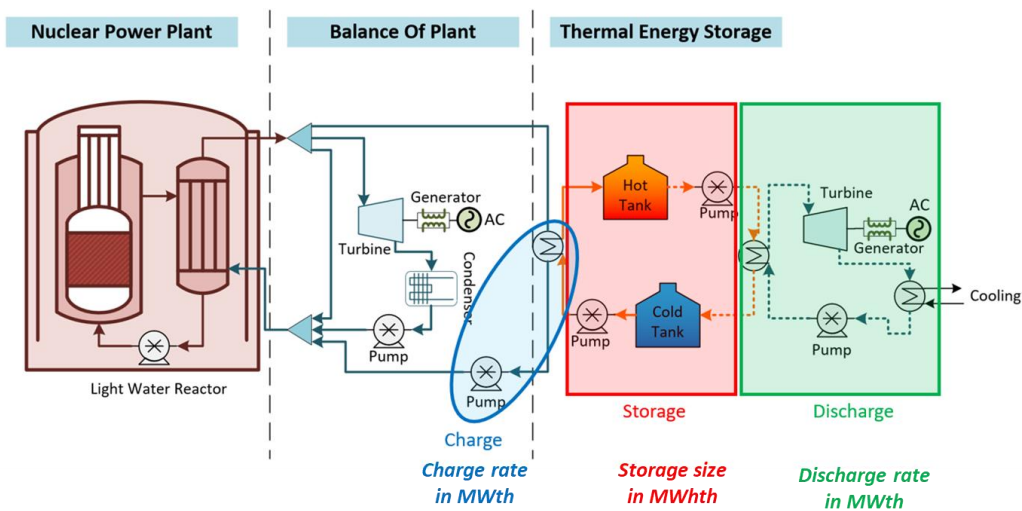 Nuclear Power Plant
Balance Of Plant
Thermal Energy Storage
Generator
AC
Turbine
Condensor
Pump
Pump
Light Water Reactor
Charge
Hot
Tank
Pump
Cold
Tank
Pump
Storage
Turbine
AC
Generator
Cooling
Pump
Discharge
Charge rate
in MWth
Storage size
in MWhth
Discharge rate
in MWth